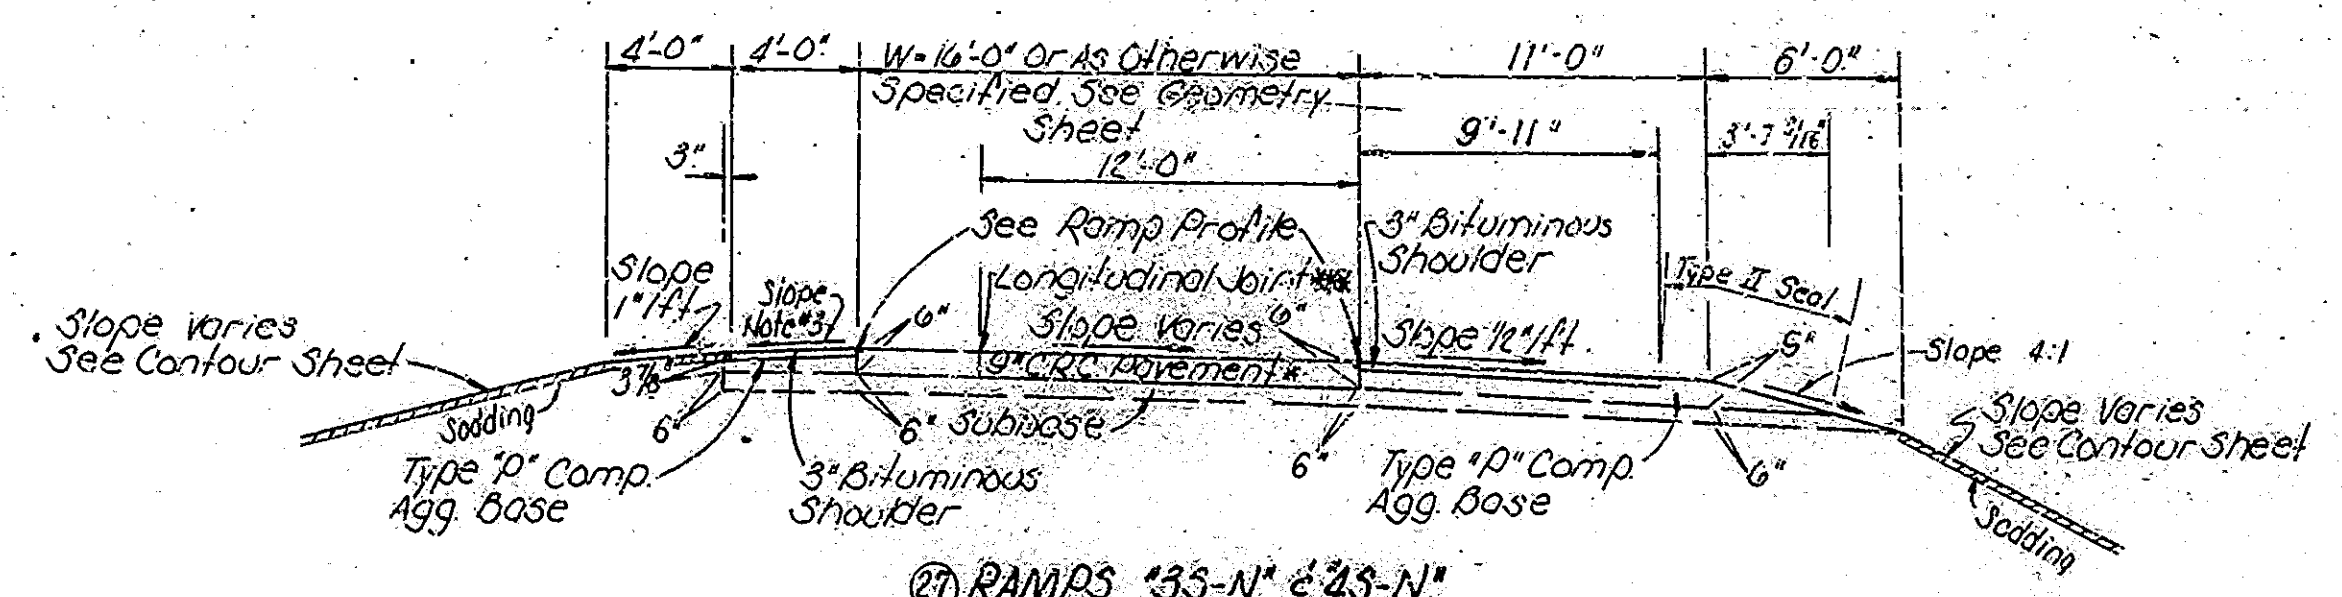 4'-0"
4'-0"
W=16'-0" Or As Otherwise
Specified. See Geometry
Sheet
11'-0"
6'-0"
3"
12'-0"
9'-11"
See Ramp Profile
3" Bituminous
Shoulder
Slope
1"/ft
Slope
Note #3
6"
Longitudinal Joint**
Slope Varies
6"
Slope 1/2"/ft.
Type II Seal
5"
Slope 4:1
Slope Varies
See Contour Sheet
3 7/8"
9" CRC Pavement*
Sodding
6"
6"
Subbase
6"
6"
Slope Varies
See Contour Sheet
Type "P" Comp.
Agg. Base
3" Bituminous
Shoulder
Type "P" Comp.
Agg. Base
Sodding
27 RAMPS "3S-N" & "4S-N"